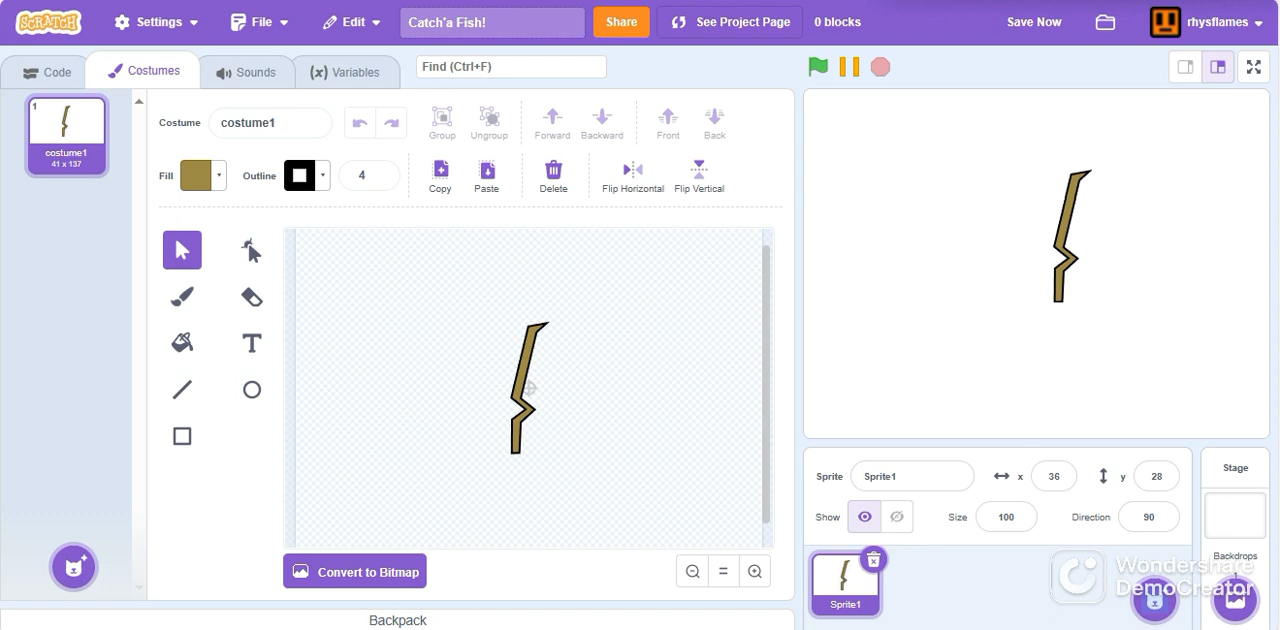 SCRATCH Settings File Edit Catch'a Fish! Share See Project Page 0 blocks Save Now rhysflames
Code Costumes Sounds (x) Variables Find (Ctrl+F)
1
costume1
41 x 137
Costume costume1 Group Ungroup Forward Backward Front Back
Fill Outline 4 Copy Paste Delete Flip Horizontal Flip Vertical
T
Convert to Bitmap
Backpack
Sprite Sprite1 x 36 y 28
Show Size 100 Direction 90
Sprite1
Stage
Backdrops
1
Wondershare
DemoCreator